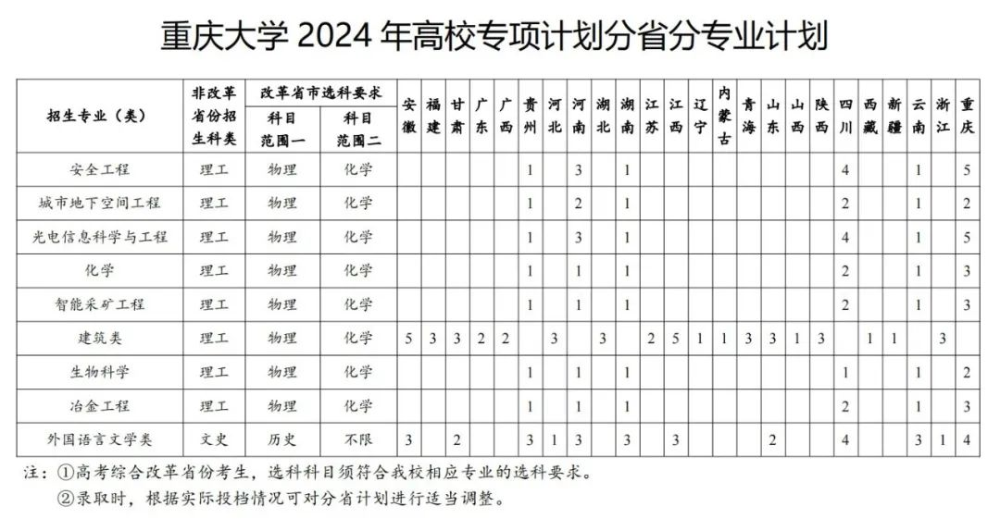 重庆大学 2024 年高校专项计划分省分专业计划
招生专业（类） 非改革省份招生科类 改革省市选科要求 科目范围一 科目范围二 安徽 福建 甘肃 广东 广西 贵州 河北 河南 湖北 湖南 江苏 江西 辽宁 内蒙古 青海 山东 山西 陕西 四川 西藏 新疆 云南 浙江 重庆
安全工程 理工 物理 化学 1 3 1 4 1 5
城市地下空间工程 理工 物理 化学 1 2 1 2 1 2
光电信息科学与工程 理工 物理 化学 1 3 1 4 1 5
化学 理工 物理 化学 1 1 1 2 1 3
智能采矿工程 理工 物理 化学 1 1 1 2 1 3
建筑类 理工 物理 化学 5 3 3 2 2 3 3 2 5 1 1 3 3 1 3 1 1 3
生物科学 理工 物理 化学 1 1 1 1 1 2
冶金工程 理工 物理 化学 1 1 1 2 1 3
外国语言文学类 文史 历史 不限 3 2 3 1 3 3 3 2 4 3 1 4
注：①高考综合改革省份考生，选科科目须符合我校相应专业的选科要求。
②录取时，根据实际投档情况可对分省计划进行适当调整。